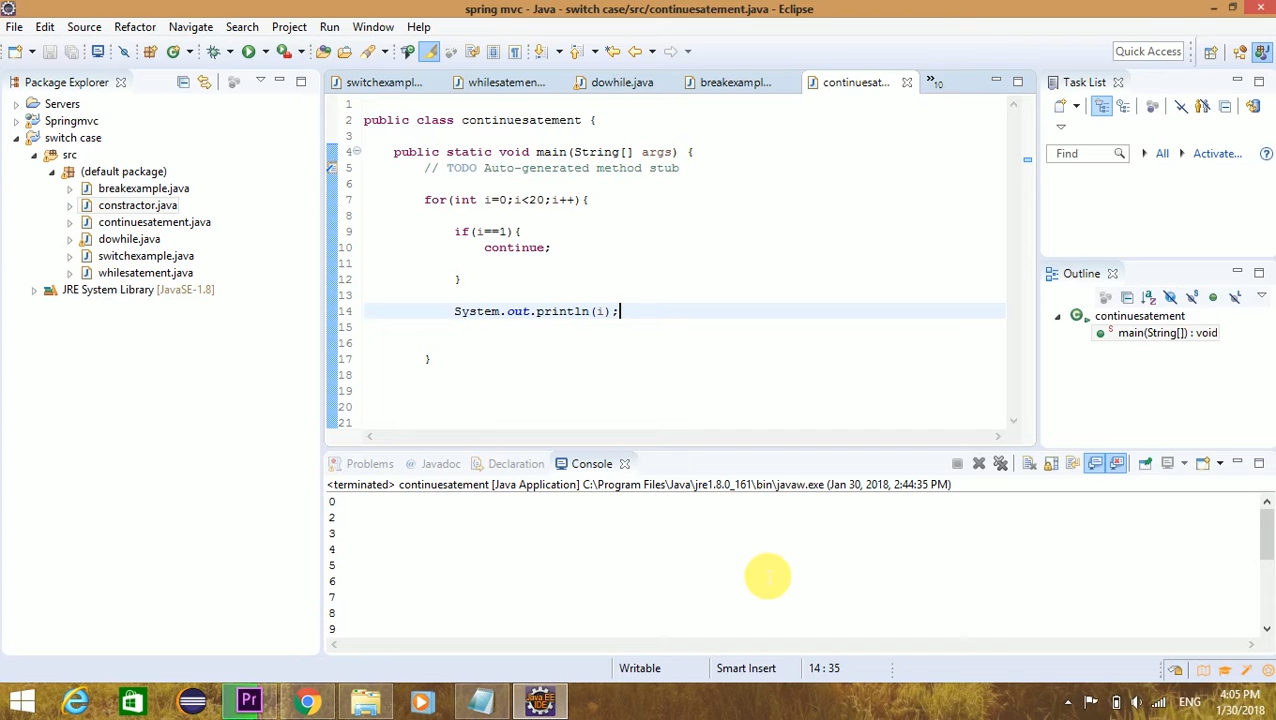 spring mvc - Java - switch case/src/continuesatement.java - Eclipse
File Edit Source Refactor Navigate Search Project Run Window Help
Quick Access
Package Explorer
switchexampl...
whilesatemen...
dowhile.java
breakexampl...
continuesat...
»10
Task List
Servers
Springmvc
switch case
src
(default package)
breakexample.java
constractor.java
continuesatement.java
dowhile.java
switchexample.java
whilesatement.java
JRE System Library [JavaSE-1.8]
1
2 public class continuesatement {
3
4 public static void main(String[] args) {
5 // TODO Auto-generated method stub
6
7 for(int i=0;i<20;i++){
8
9 if(i==1){
10 continue;
11
12 }
13
14 System.out.println(i);
15
16
17 }
18
19
20
21
Find
All
Activate...
Outline
continuesatement
main(String[]) : void
Problems
Javadoc
Declaration
Console
<terminated> continuesatement [Java Application] C:\Program Files\Java\jre1.8.0_161\bin\javaw.exe (Jan 30, 2018, 2:44:35 PM)
0
2
3
4
5
6
7
8
9
Writable
Smart Insert
14 : 35
Pr
Java EE
IDE
ENG
4:05 PM
1/30/2018